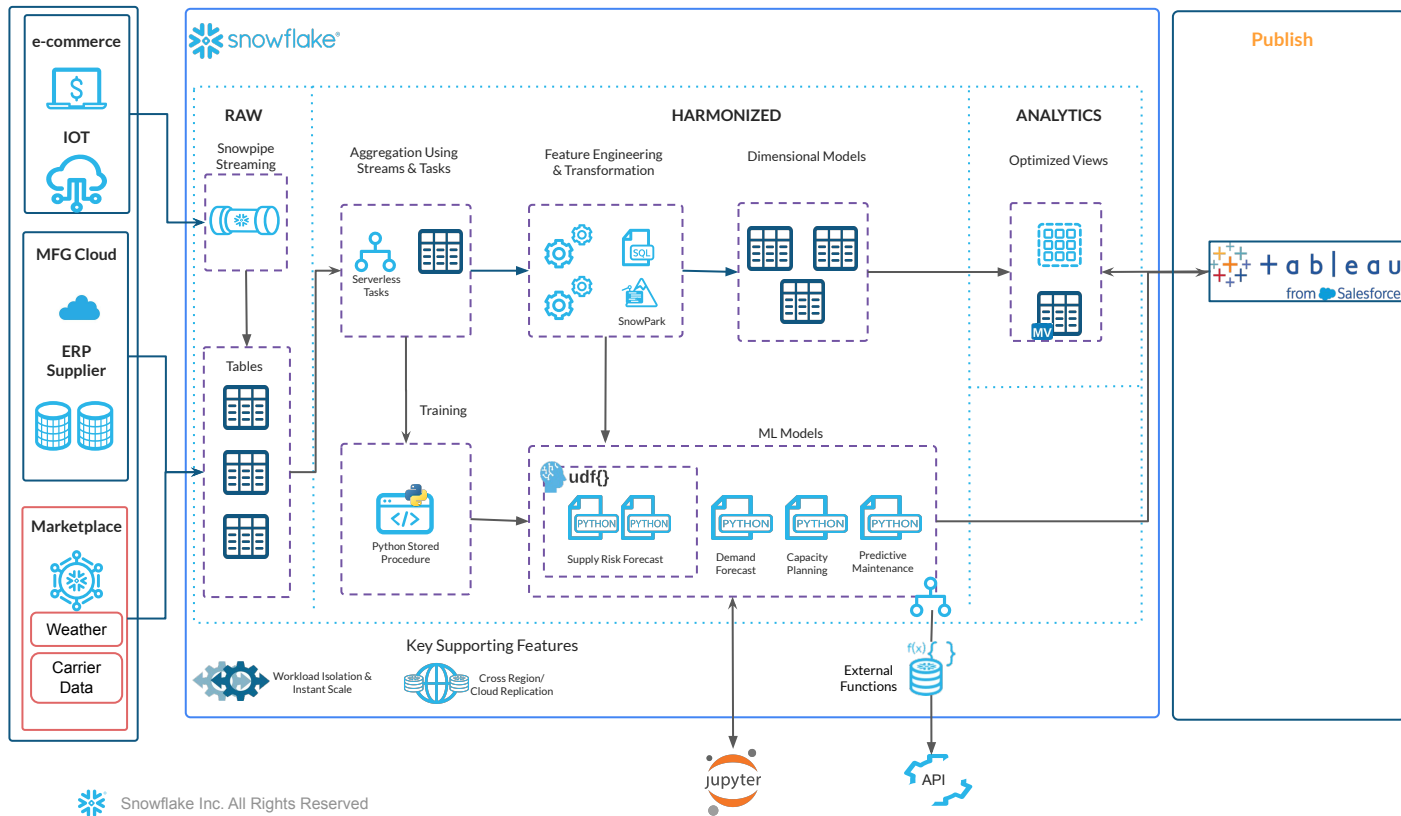 e-commerce
$
IOT
MFG Cloud
ERP
Supplier
Marketplace
Weather
Carrier
Data
snowflake®
RAW
HARMONIZED
ANALYTICS
Snowpipe
Streaming
Aggregation Using
Streams & Tasks
Feature Engineering
& Transformation
Dimensional Models
Optimized Views
Serverless
Tasks
SQL
SnowPark
MV
Tables
Training
ML Models
</>
Python Stored
Procedure
udf{}
PYTHON
PYTHON
PYTHON
PYTHON
PYTHON
Supply Risk Forecast
Demand
Forecast
Capacity
Planning
Predictive
Maintenance
Key Supporting Features
Workload Isolation &
Instant Scale
Cross Region/
Cloud Replication
f(x){ }
External
Functions
jupyter
API
Publish
+ableau
from Salesforce
Snowflake Inc. All Rights Reserved